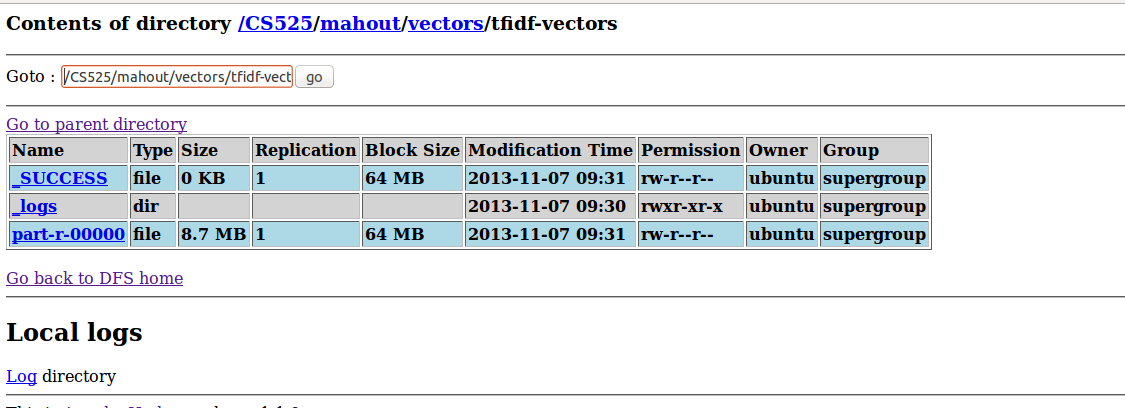 Contents of directory /CS525/mahout/vectors/tfidf-vectors
Goto : /CS525/mahout/vectors/tfidf-vect go
Go to parent directory
Name Type Size Replication Block Size Modification Time Permission Owner Group
_SUCCESS file 0 KB 1 64 MB 2013-11-07 09:31 rw-r--r-- ubuntu supergroup
_logs dir 2013-11-07 09:30 rwxr-xr-x ubuntu supergroup
part-r-00000 file 8.7 MB 1 64 MB 2013-11-07 09:31 rw-r--r-- ubuntu supergroup
Go back to DFS home
Local logs
Log directory